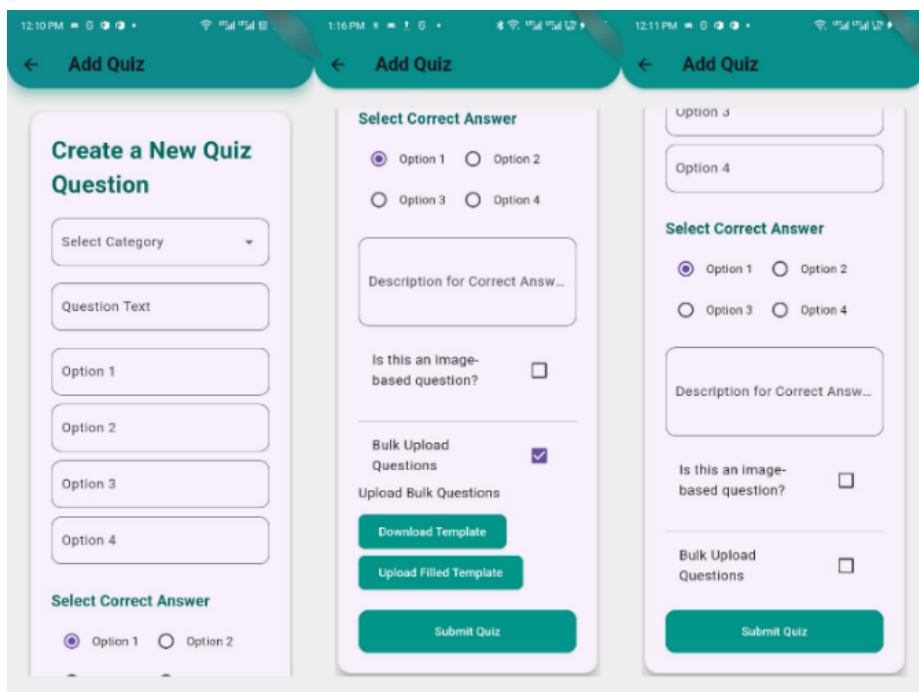 12:10 PM
Add Quiz
Create a New Quiz
Question
Select Category
Question Text
Option 1
Option 2
Option 3
Option 4
Select Correct Answer
Option 1 Option 2
1:16 PM
Add Quiz
Select Correct Answer
Option 1 Option 2
Option 3 Option 4
Description for Correct Answ...
Is this an image-
based question?
Bulk Upload
Questions
Upload Bulk Questions
Download Template
Upload Filled Template
Submit Quiz
12:11 PM
Add Quiz
Option 3
Option 4
Select Correct Answer
Option 1 Option 2
Option 3 Option 4
Description for Correct Answ...
Is this an image-
based question?
Bulk Upload
Questions
Submit Quiz